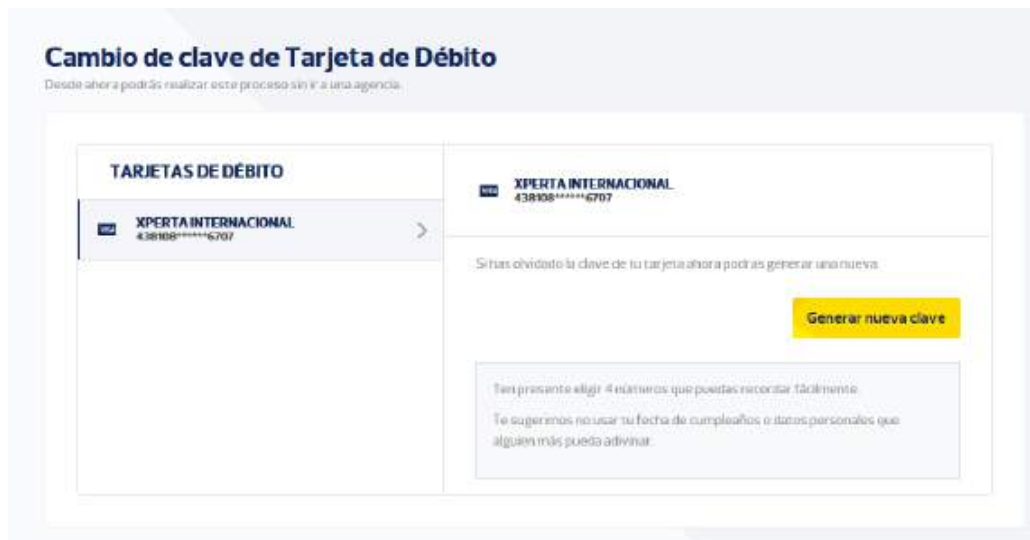 Cambio de clave de Tarjeta de Débito
Desde ahora podrás realizar este proceso sin ir a una agencia.
TARJETAS DE DÉBITO
VISA
XPERTA INTERNACIONAL
438108******6707
VISA
XPERTA INTERNACIONAL
438108******6707
Si has olvidado la clave de tu tarjeta ahora podrás generar una nueva.
Generar nueva clave
Ten presente eligir 4 números que puedas recordar fácilmente.
Te sugerimos no usar tu fecha de cumpleaños o datos personales que
alguien más pueda adivinar.